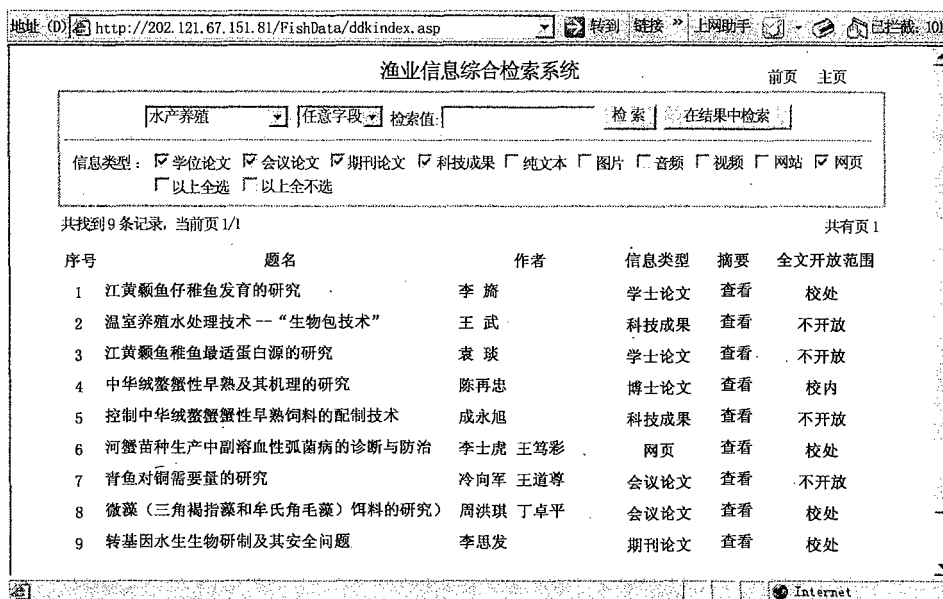 地址 (D) http://202.121.67.151.81/FishData/ddkindex.asp 转到 链接 » 上网助手 已拦截: 101
渔业信息综合检索系统
前页 主页
水产养殖 任意字段 检索值: 检索 在结果中检索
信息类型: 学位论文 会议论文 期刊论文 科技成果 纯文本 图片 音频 视频 网站 网页
以上全选 以上全不选
共找到9条记录, 当前页1/1 共有页1
序号 题名 作者 信息类型 摘要 全文开放范围
1 江黄颡鱼仔稚鱼发育的研究 李 旖 学士论文 查看 校处
2 温室养殖水处理技术--“生物包技术” 王 武 科技成果 查看 不开放
3 江黄颡鱼稚鱼最适蛋白源的研究 袁 琰 学士论文 查看 不开放
4 中华绒螯蟹性早熟及其机理的研究 陈再忠 博士论文 查看 校内
5 控制中华绒螯蟹蟹性早熟饲料的配制技术 成永旭 科技成果 查看 不开放
6 河蟹苗种生产中副溶血性弧菌病的诊断与防治 李士虎 王笃彩 网页 查看 校处
7 青鱼对铜需要量的研究 冷向军 王道尊 会议论文 查看 不开放
8 微藻（三角褐指藻和牟氏角毛藻）饵料的研究） 周洪琪 丁卓平 会议论文 查看 校处
9 转基因水生生物研制及其安全问题 李思发 期刊论文 查看 校处
Internet